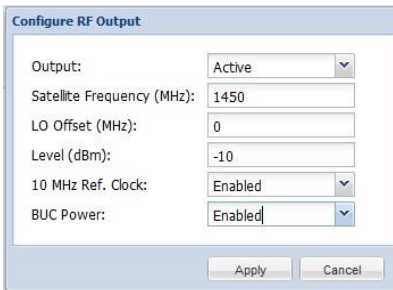 Configure RF Output
Output: Active
Satellite Frequency (MHz): 1450
LO Offset (MHz): 0
Level (dBm): -10
10 MHz Ref. Clock: Enabled
BUC Power: Enabled
Apply Cancel